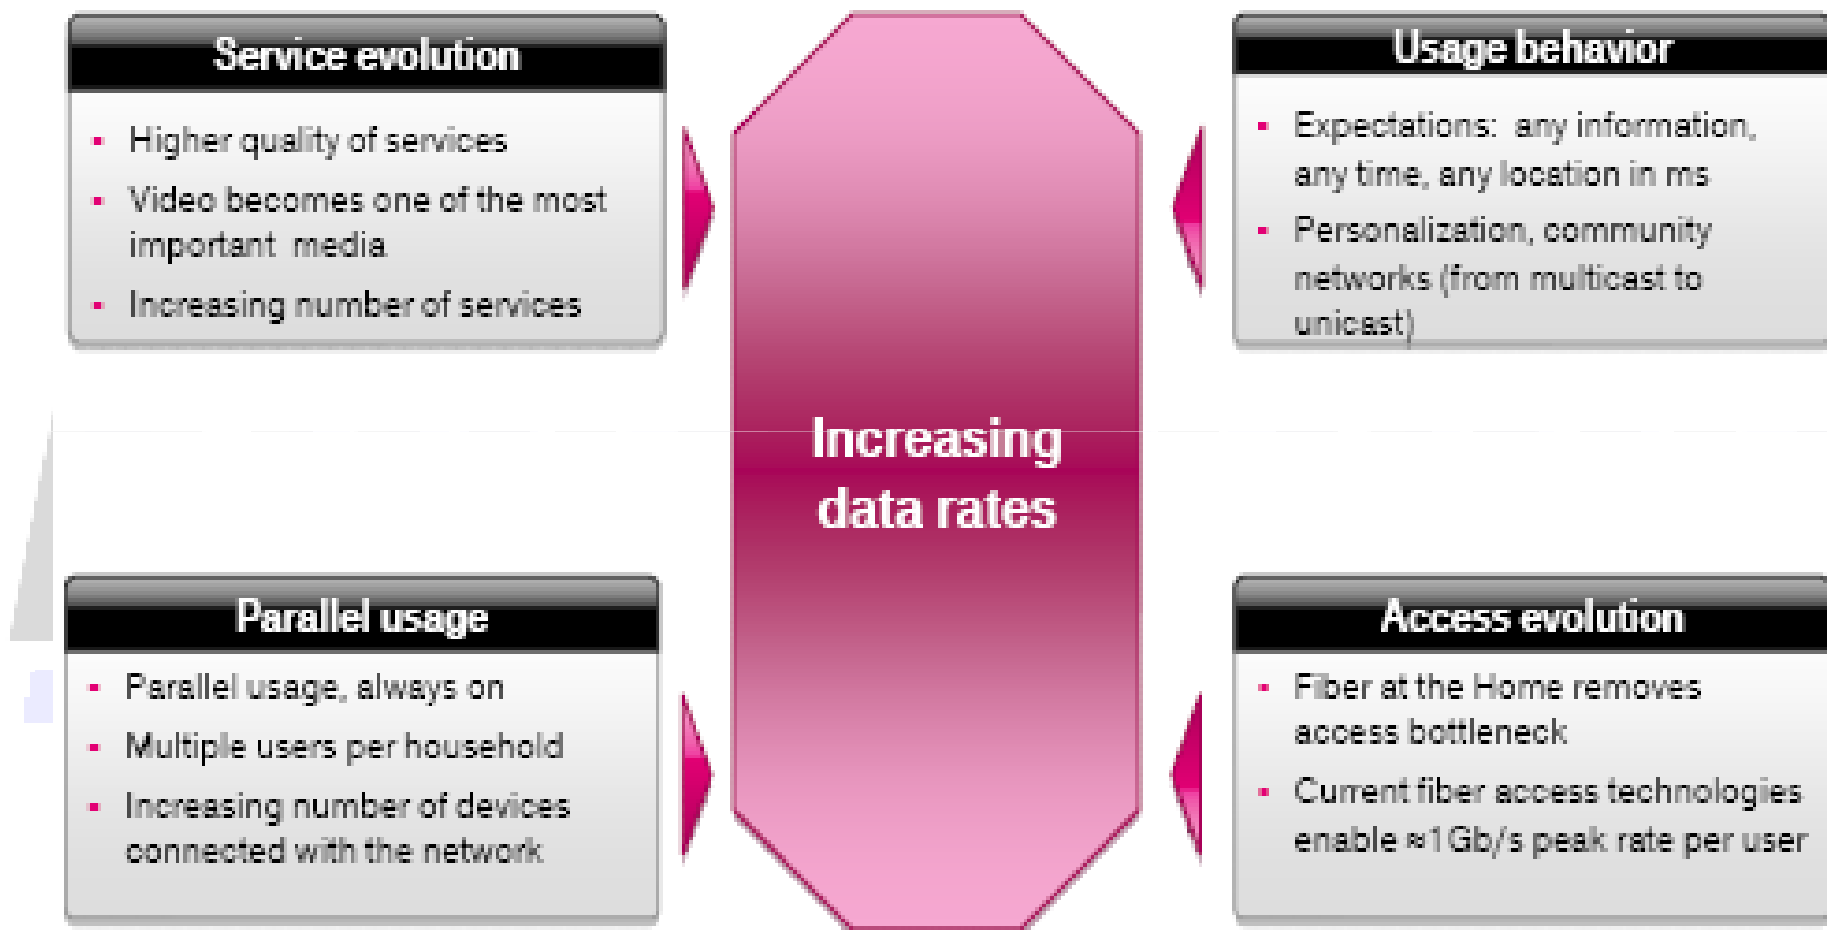 Service evolution
Higher quality of services
Video becomes one of the most
important media
Increasing number of services
Usage behavior
Expectations: any information,
any time, any location in ms
Personalization, community
networks (from multicast to
unicast)
Increasing
data rates
Parallel usage
Parallel usage, always on
Multiple users per household
Increasing number of devices
connected with the network
Access evolution
Fiber at the Home removes
access bottleneck
Current fiber access technologies
enable ≈1Gb/s peak rate per user